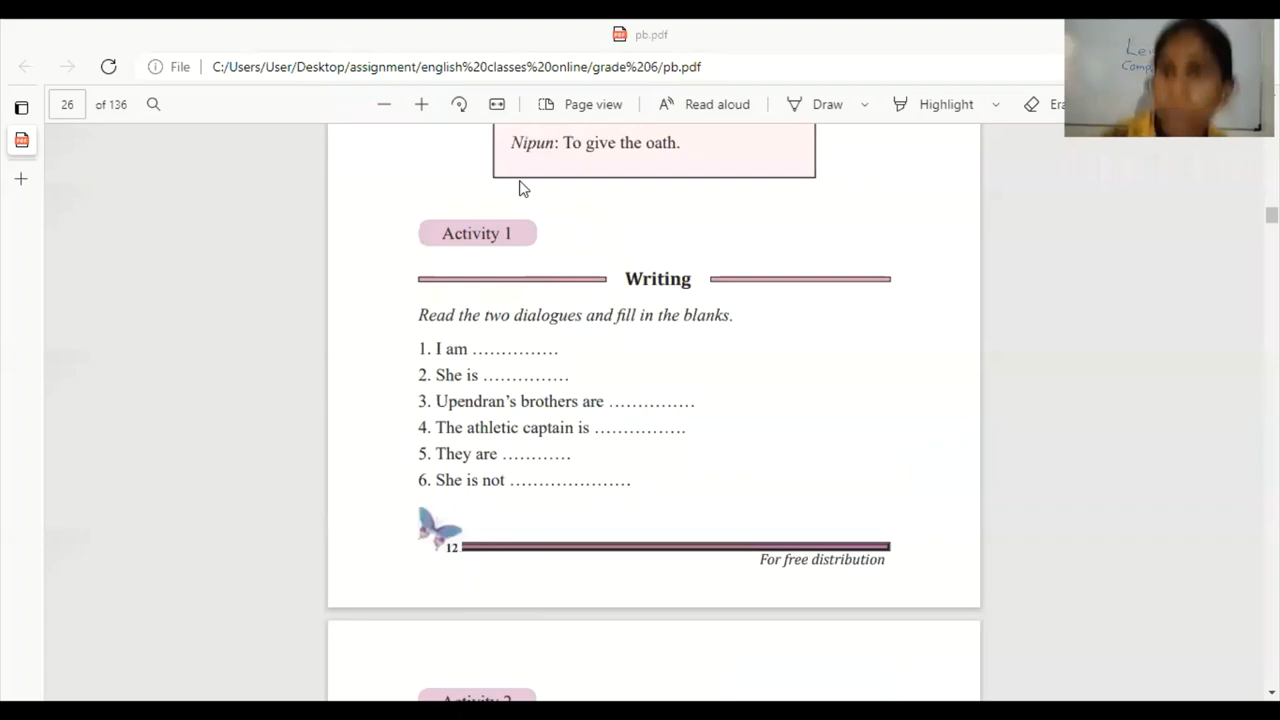 pb.pdf
File C:/Users/User/Desktop/assignment/english%20classes%20online/grade%206/pb.pdf
26 of 136 Page view Read aloud Draw Highlight
Nipun: To give the oath.
Activity 1
Writing
Read the two dialogues and fill in the blanks.
1. I am ……………
2. She is ……………
3. Upendran’s brothers are ……………
4. The athletic captain is …………….
5. They are …………
6. She is not …………………
12
For free distribution
Activity 2